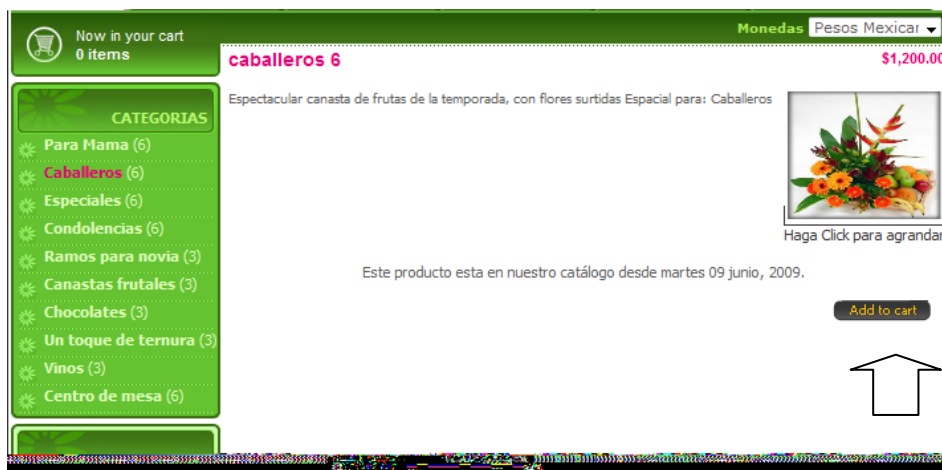 Now in your cart
0 items
Monedas Pesos Mexicar
caballeros 6
$1,200.00
CATEGORIAS
Para Mama (6)
Caballeros (6)
Especiales (6)
Condolencias (6)
Ramos para novia (3)
Canastas frutales (3)
Chocolates (3)
Un toque de ternura (3)
Vinos (3)
Centro de mesa (6)
Espectacular canasta de frutas de la temporada, con flores surtidas Espacial para: Caballeros
Haga Click para agrandar
Este producto esta en nuestro catálogo desde martes 09 junio, 2009.
Add to cart